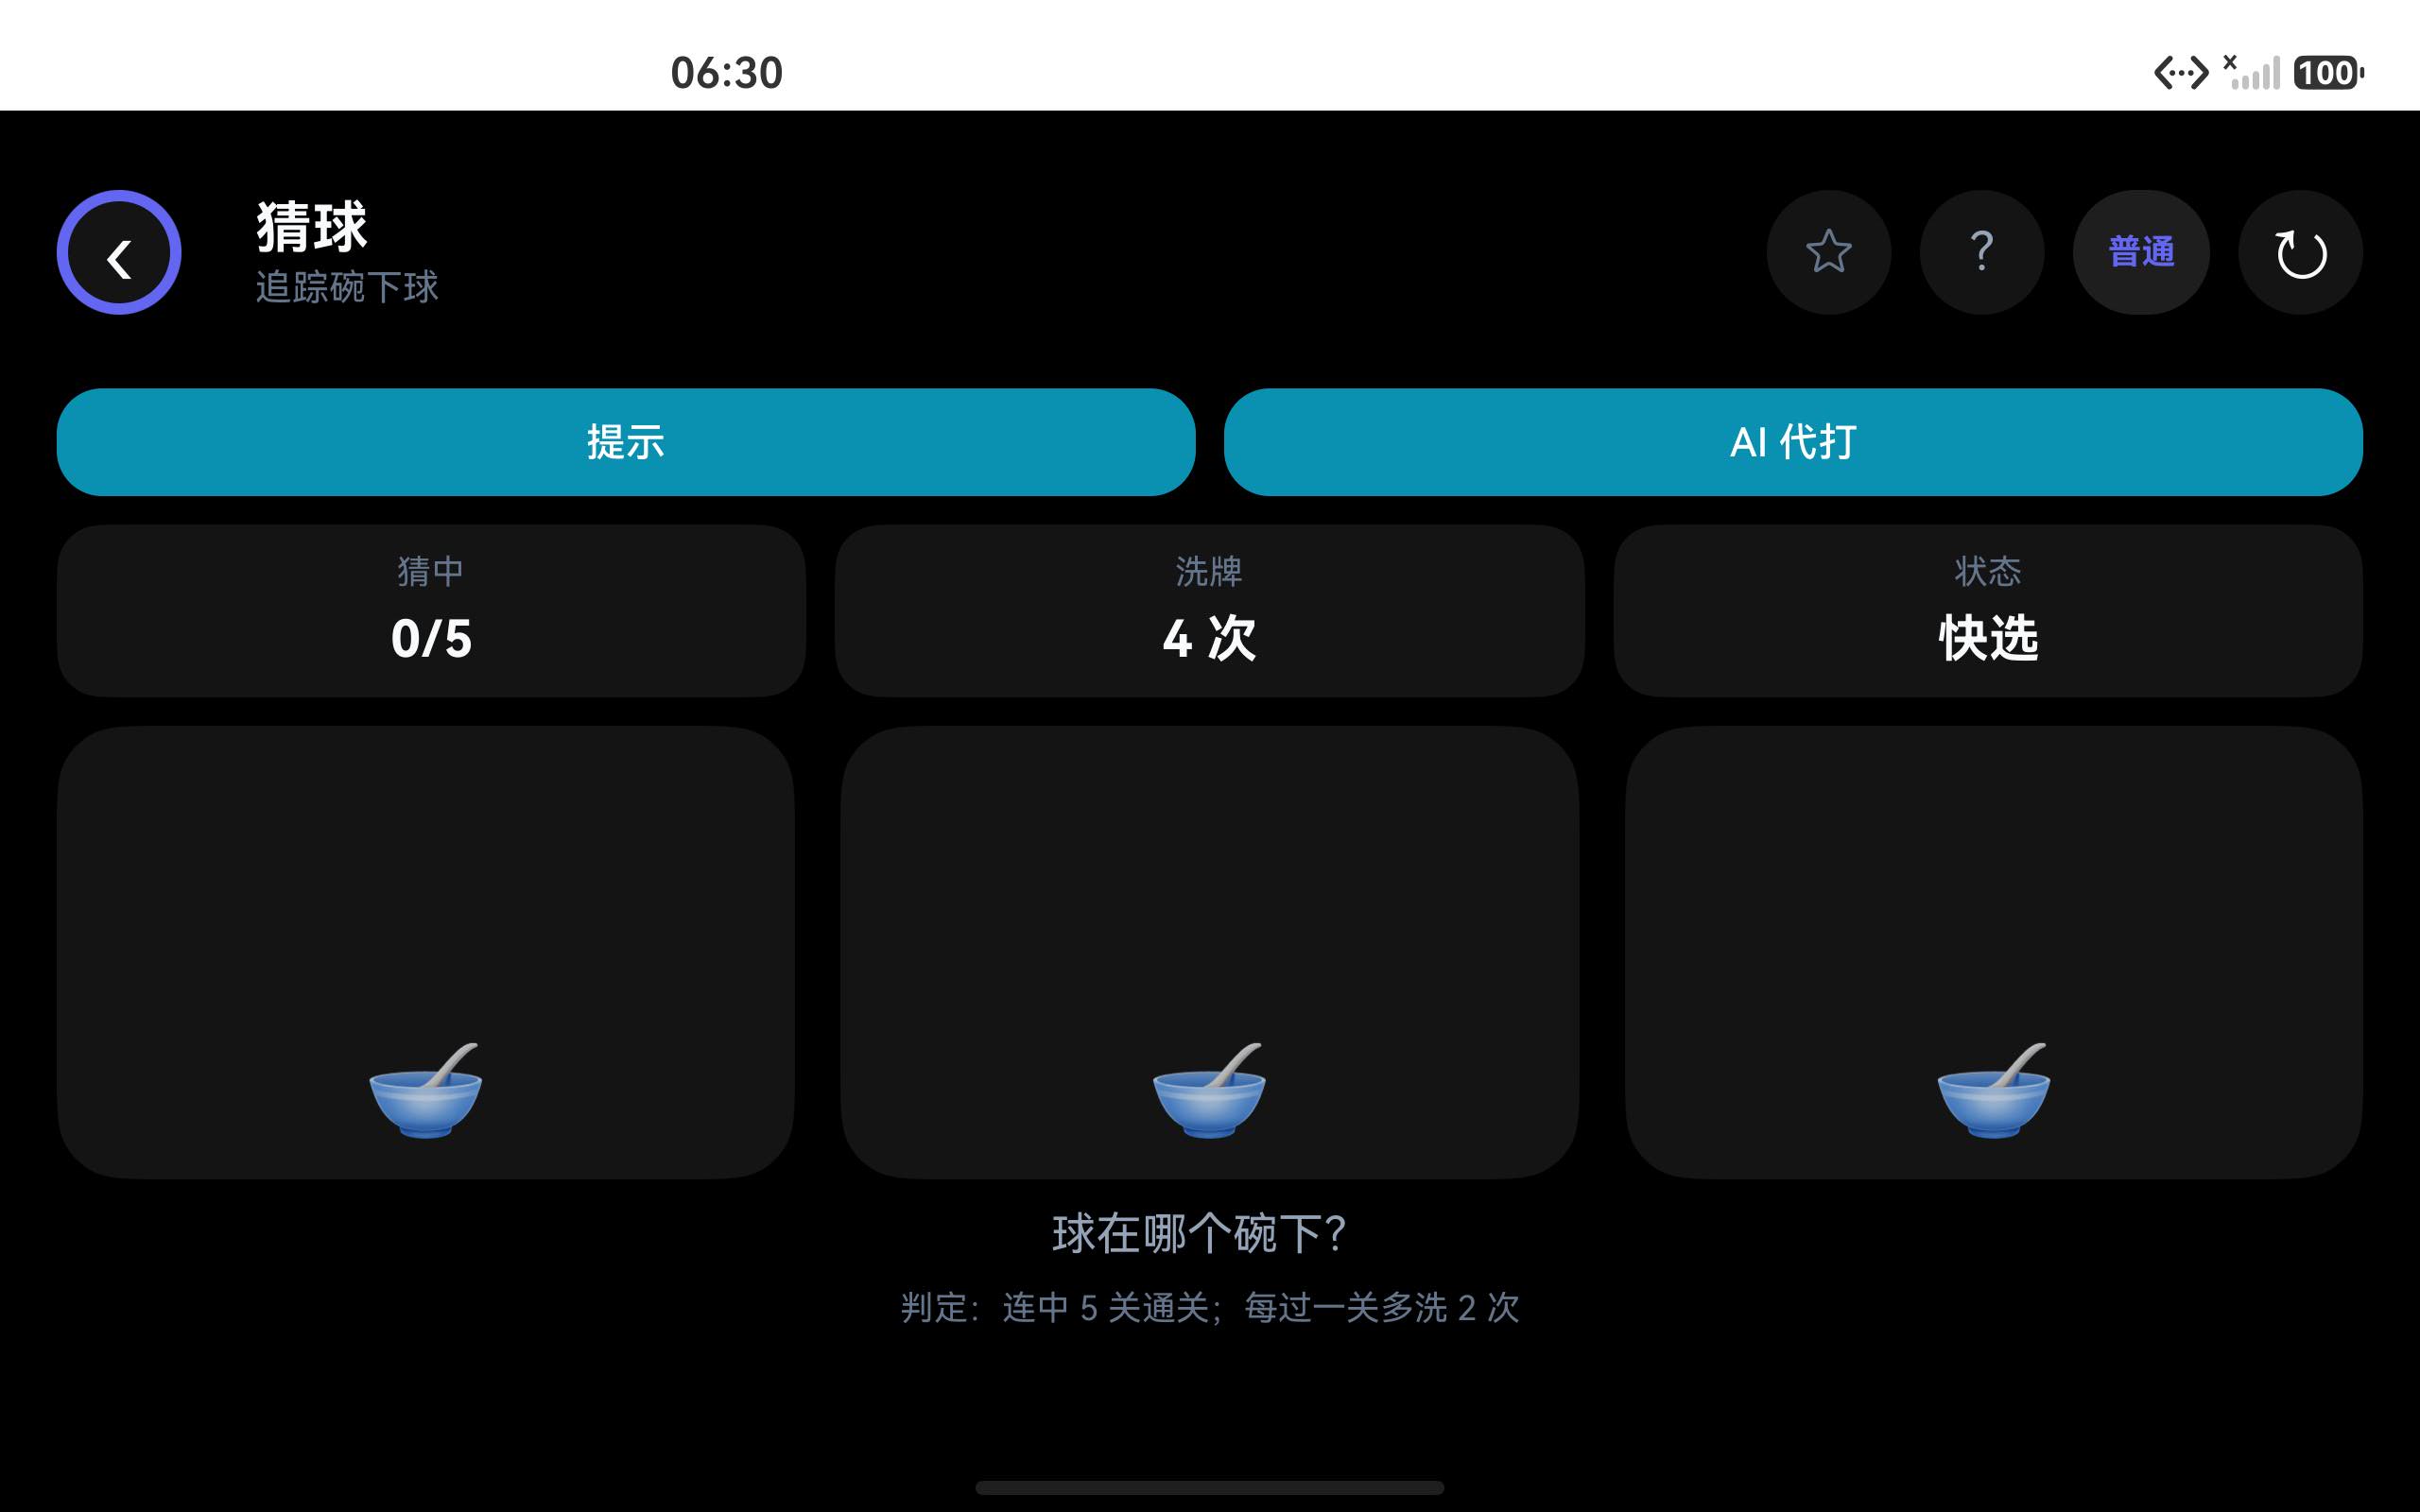 06:30
100
猜球
追踪碗下球
?
普通
提示
AI 代打
猜中
洗牌
状态
0/5
4 次
快选
球在哪个碗下?
判定：连中 5 关通关；每过一关多洗 2 次